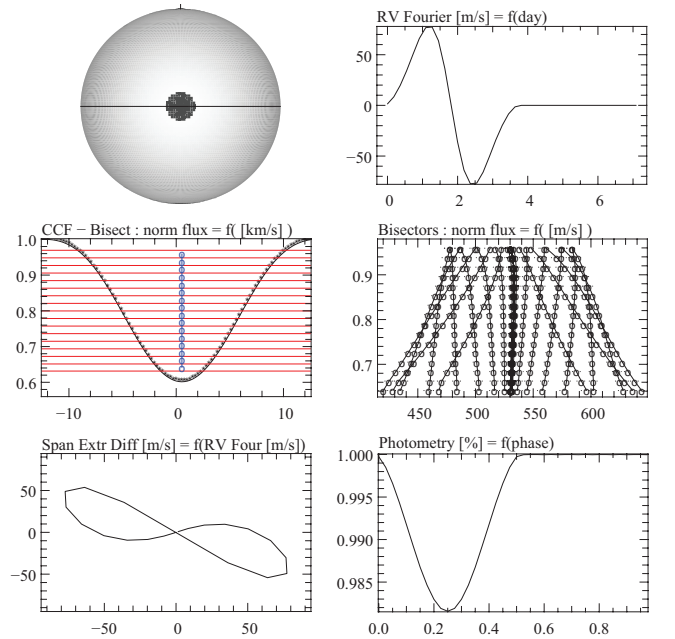 RV Fourier [m/s] = f(day)
50
0
−50
0 2 4 6
CCF − Bisect : norm flux = f( [km/s] )
1.0
0.9
0.8
0.7
0.6
−10 0 10
Bisectors : norm flux = f( [m/s] )
0.9
0.8
0.7
450 500 550 600
Span Extr Diff [m/s] = f(RV Four [m/s])
50
0
−50
−50 0 50
Photometry [%] = f(phase)
1.000
0.995
0.990
0.985
0.0 0.2 0.4 0.6 0.8